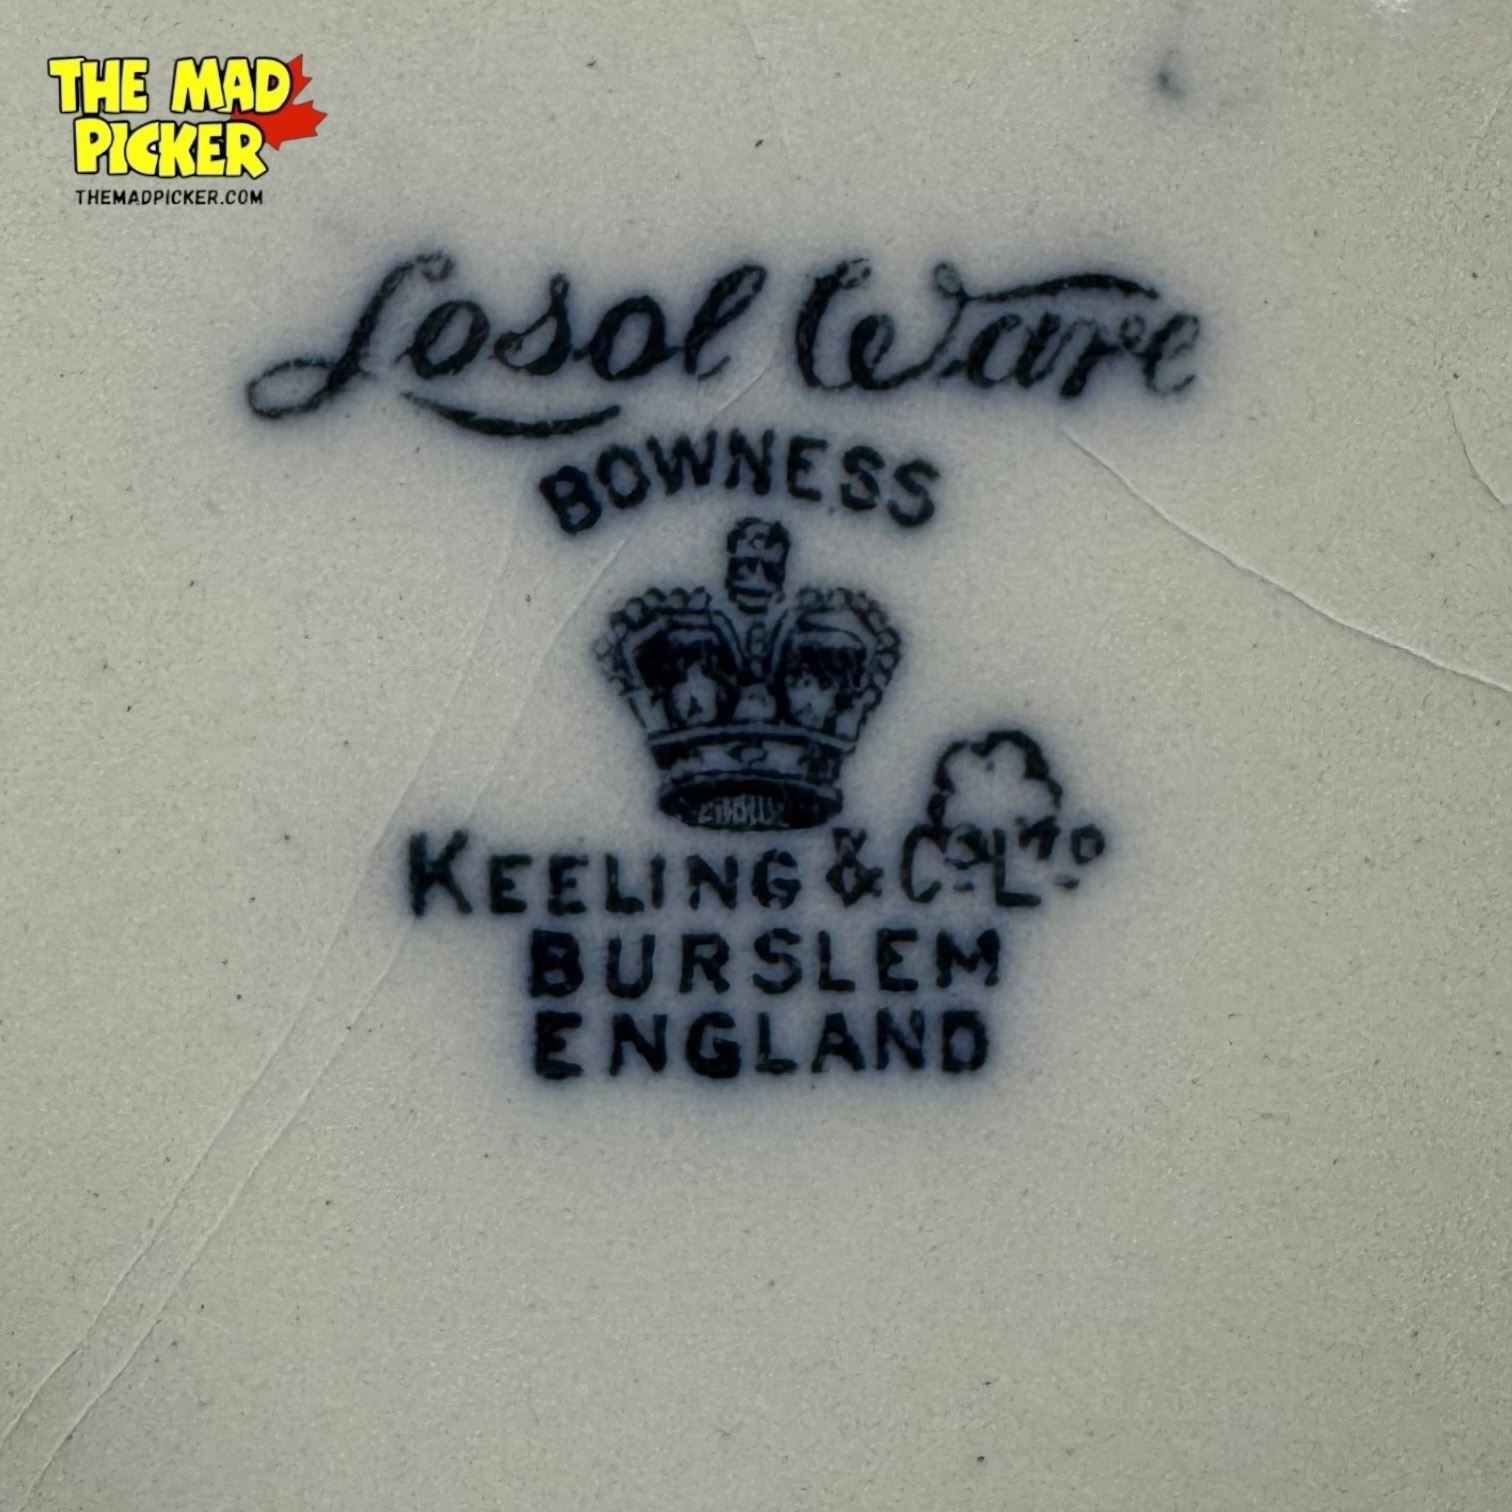 THE MAD
PICKER
THEMADPICKER.COM
Losol Ware
BOWNESS
KEELING & Co LTD
BURSLEM
ENGLAND